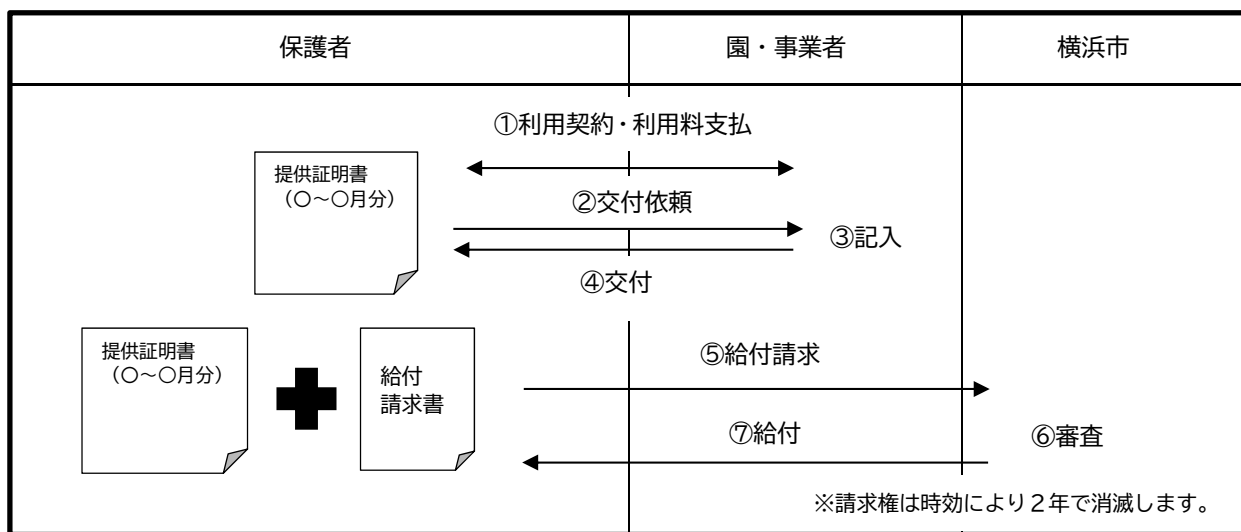 保護者
園・事業者
横浜市
①利用契約・利用料支払
提供証明書
（〇～〇月分）
②交付依頼
③記入
④交付
提供証明書
（〇～〇月分）
給付
請求書
⑤給付請求
⑦給付
⑥審査
※請求権は時効により２年で消滅します。